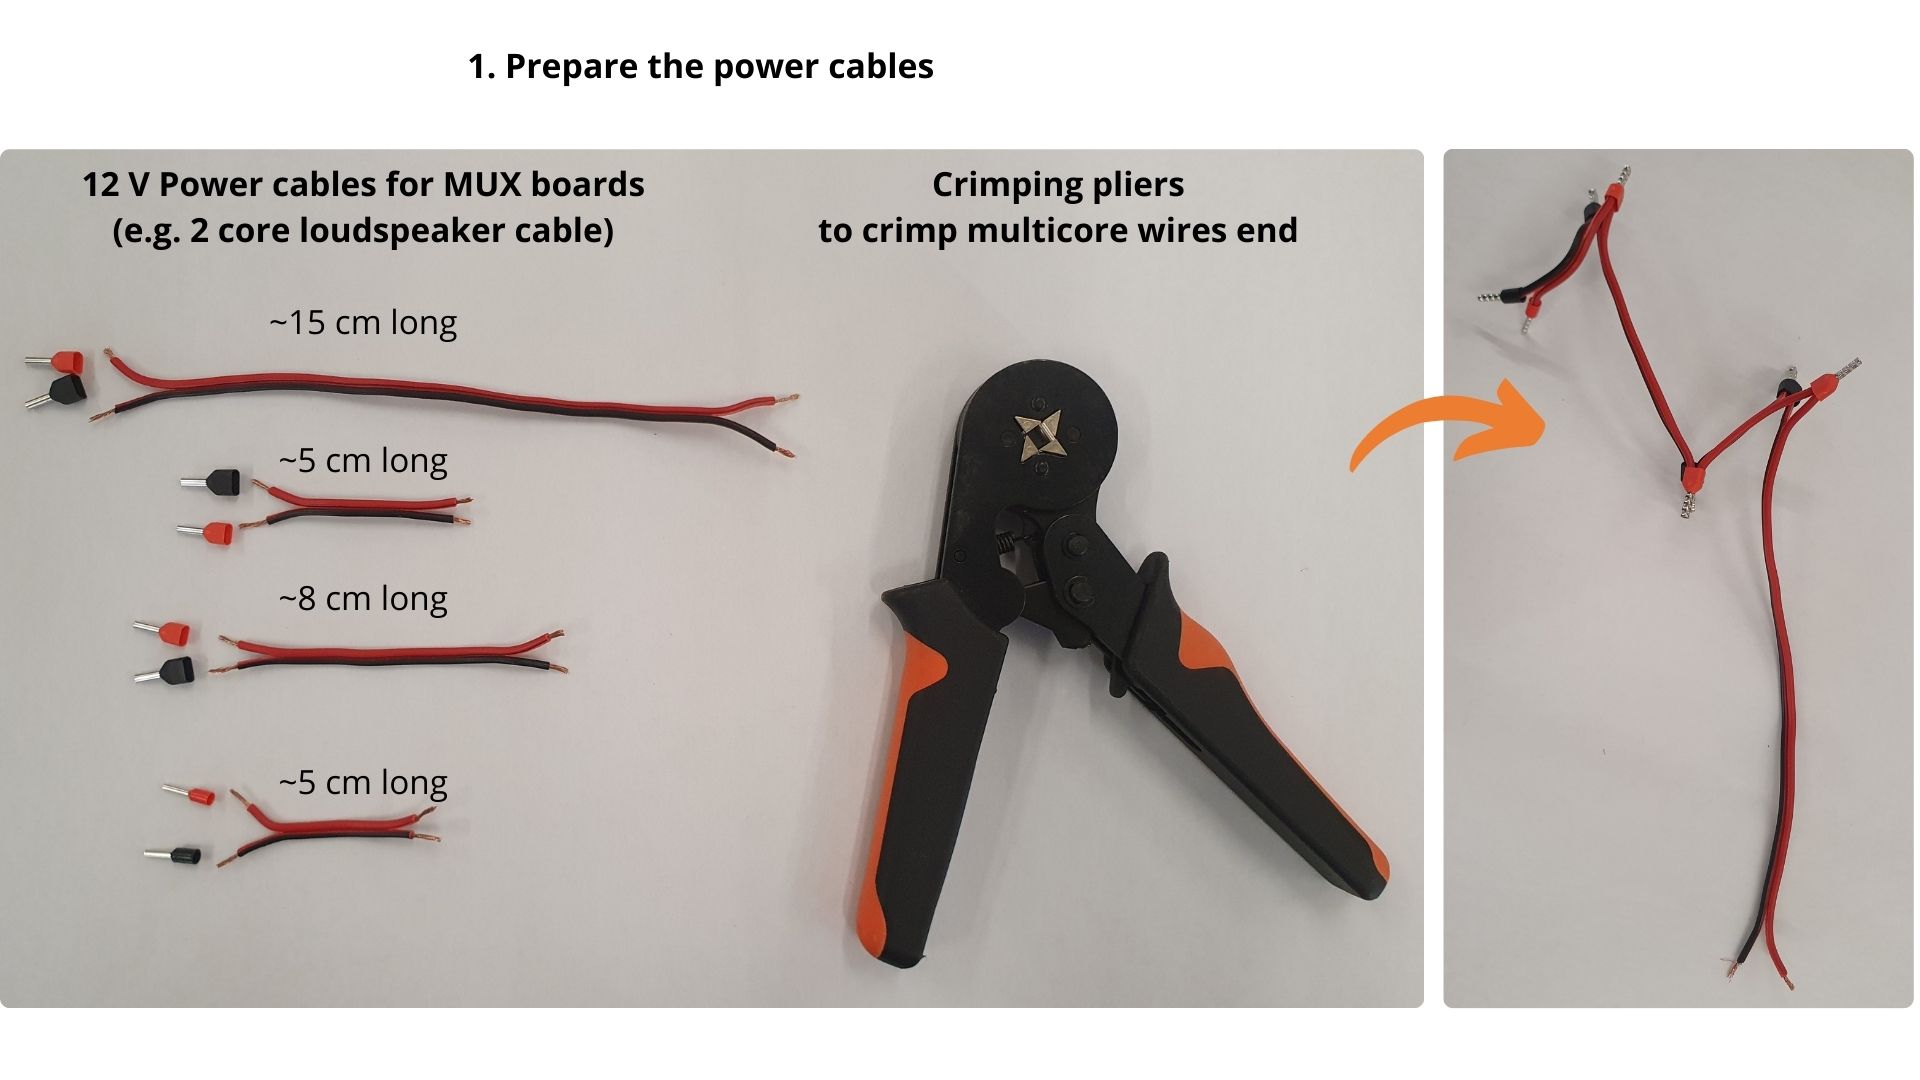 1. Prepare the power cables
12 V Power cables for MUX boards
(e.g. 2 core loudspeaker cable)
Crimping pliers
to crimp multicore wires end
~15 cm long
~5 cm long
~8 cm long
~5 cm long